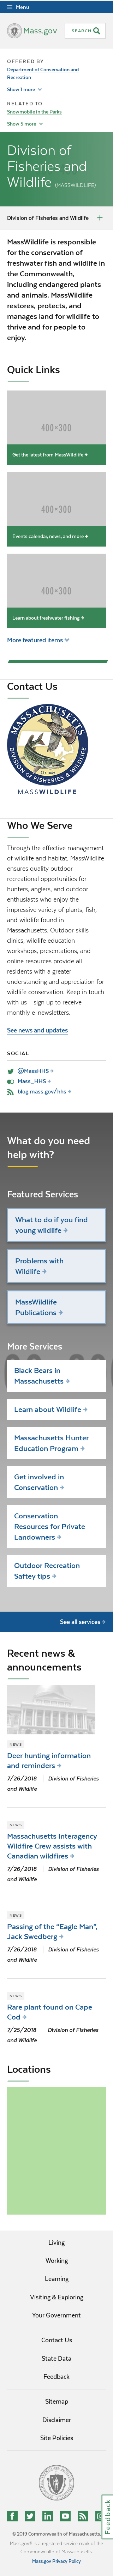 Menu
Mass.gov
SEARCH
OFFERED BY
Department of Conservation and
Recreation
Show 1 more
RELATED TO
Snowmobile in the Parks
Show 5 more
Division of
Fisheries and
Wildlife (MASSWILDLIFE)
Division of Fisheries and Wildlife
MassWildlife is responsible
for the conservation of
freshwater fish and wildlife in
the Commonwealth,
including endangered plants
and animals. MassWildlife
restores, protects, and
manages land for wildlife to
thrive and for people to
enjoy.
Quick Links
400×300
Get the latest from MassWildlife
400×300
Events calendar, news, and more
400×300
Learn about freshwater fishing
More featured items
Contact Us
MASSACHUSETTS
DIVISION OF
FISHERIES AND WILDLIFE
MASSWILDLIFE
Who We Serve
Through the effective management
of wildlife and habitat, MassWildlife
ensures quality outdoor
recreational opportunities for
hunters, anglers, and outdoor
enthusiasts who enjoy the
impressive array of plants, fish,
and wildlife found in
Massachusetts. Outdoor skills
clinics, wildlife education
workshops, presentations, and
online resources provide all
residents with the means to enjoy
a greater appreciation for outdoor
recreation. We can keep in touch
with you – sign up to receive
monthly e-newsletters.
See news and updates
SOCIAL
@MassHHS
Mass_HHS
blog.mass.gov/hhs
What do you need
help with?
Featured Services
What to do if you find
young wildlife
Problems with
Wildlife
MassWildlife
Publications
More Services
Black Bears in
Massachusetts
Learn about Wildlife
Massachusetts Hunter
Education Program
Get involved in
Conservation
Conservation
Resources for Private
Landowners
Outdoor Recreation
Saftey tips
See all services
Recent news &
announcements
NEWS
Deer hunting information
and reminders
7/26/2018 Division of Fisheries
and Wildlife
NEWS
Massachusetts Interagency
Wildfire Crew assists with
Canadian wildfires
7/26/2018 Division of Fisheries
and Wildlife
NEWS
Passing of the "Eagle Man",
Jack Swedberg
7/26/2018 Division of Fisheries
and Wildlife
NEWS
Rare plant found on Cape
Cod
7/25/2018 Division of Fisheries
and Wildlife
Locations
Living
Working
Learning
Visiting & Exploring
Your Government
Contact Us
State Data
Feedback
Sitemap
Disclaimer
Site Policies
Feedback
© 2019 Commonwealth of Massachusetts.
Mass.gov® is a registered service mark of the
Commonwealth of Massachusetts.
Mass.gov Privacy Policy